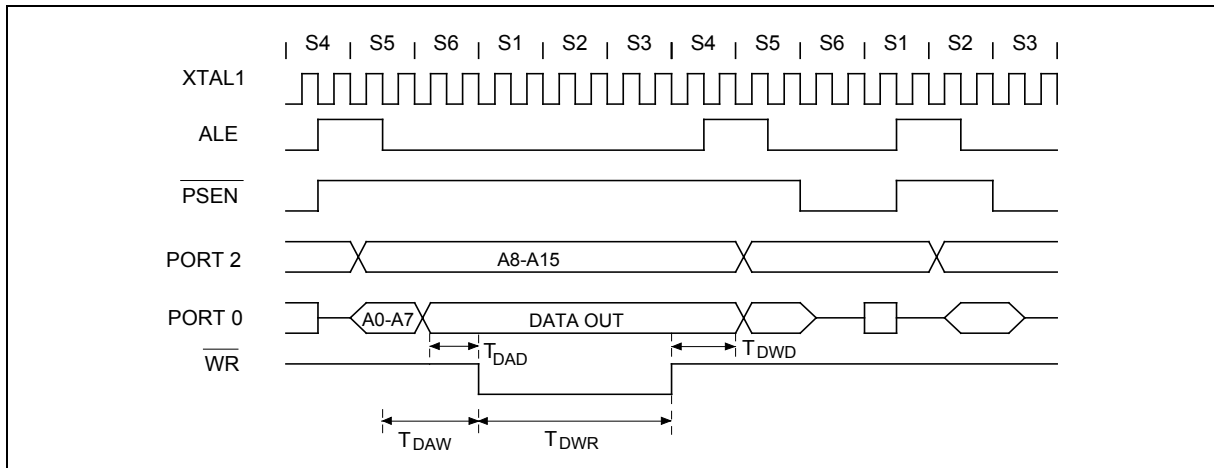 S4 S5 S6 S1 S2 S3 S4 S5 S6 S1 S2 S3
XTAL1
ALE
PSEN
PORT 2 A8-A15
PORT 0 A0-A7 DATA OUT
TDAD TDWD
WR
TDAW TDWR